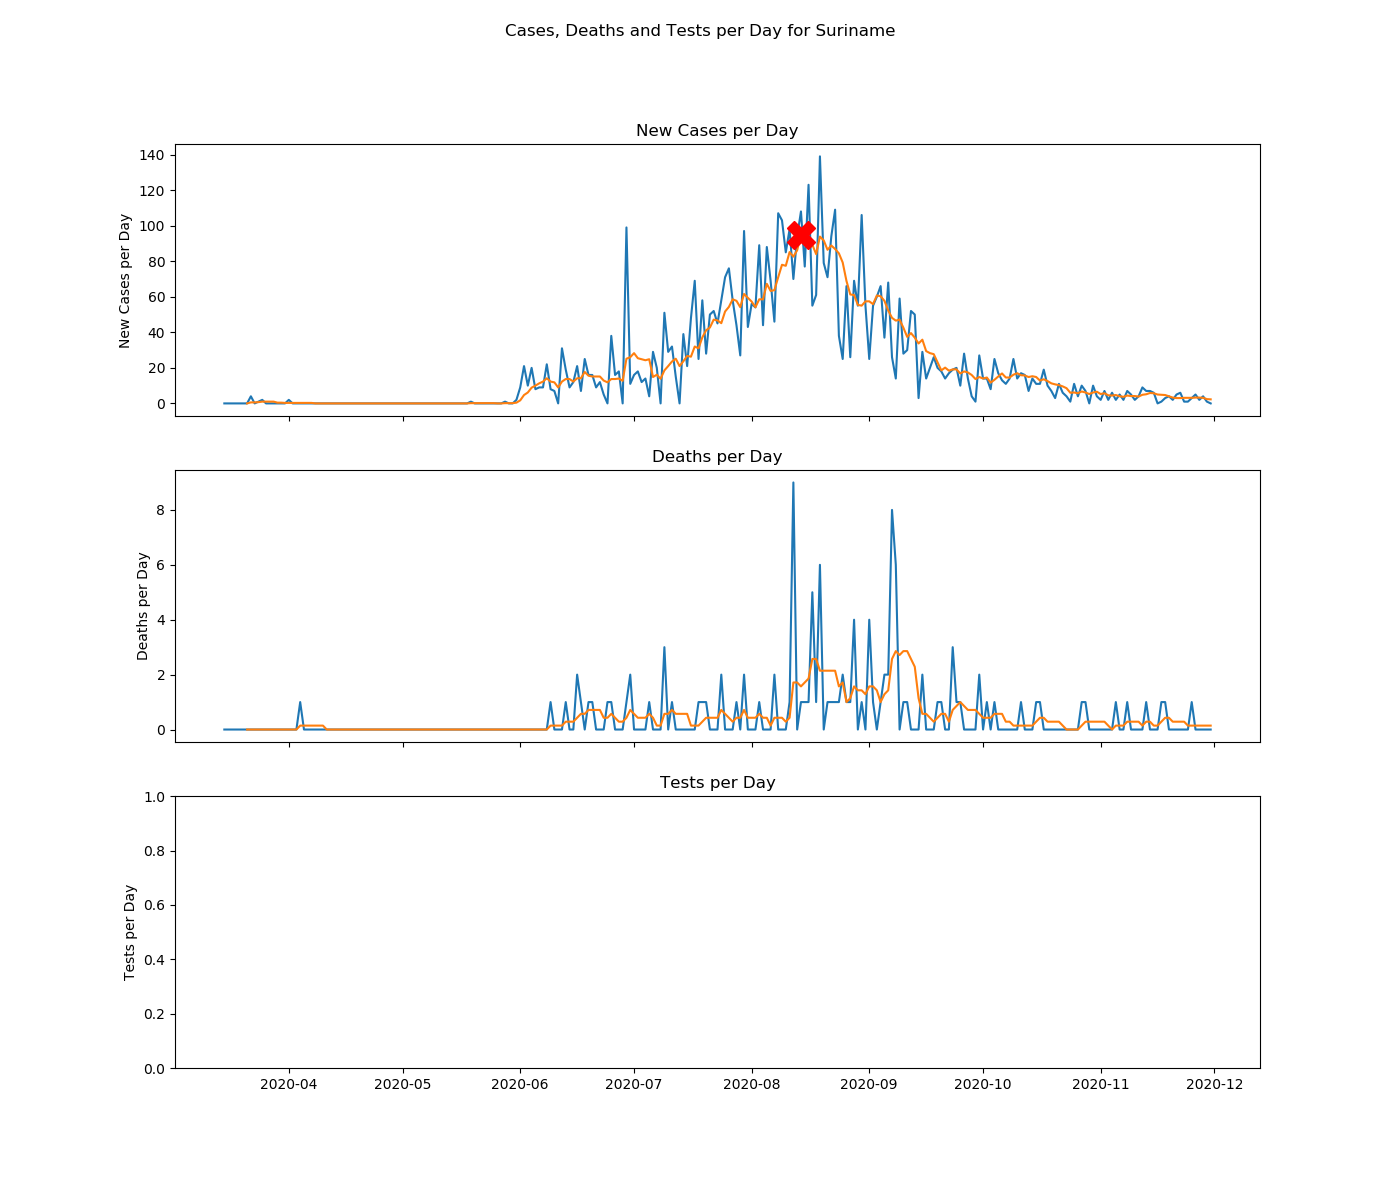 Cases, Deaths and Tests per Day for Suriname
New Cases per Day
New Cases per Day
140
120
100
80
60
40
20
0
Deaths per Day
Deaths per Day
8
6
4
2
0
Tests per Day
Tests per Day
1.0
0.8
0.6
0.4
0.2
0.0
2020-04 2020-05 2020-06 2020-07 2020-08 2020-09 2020-10 2020-11 2020-12